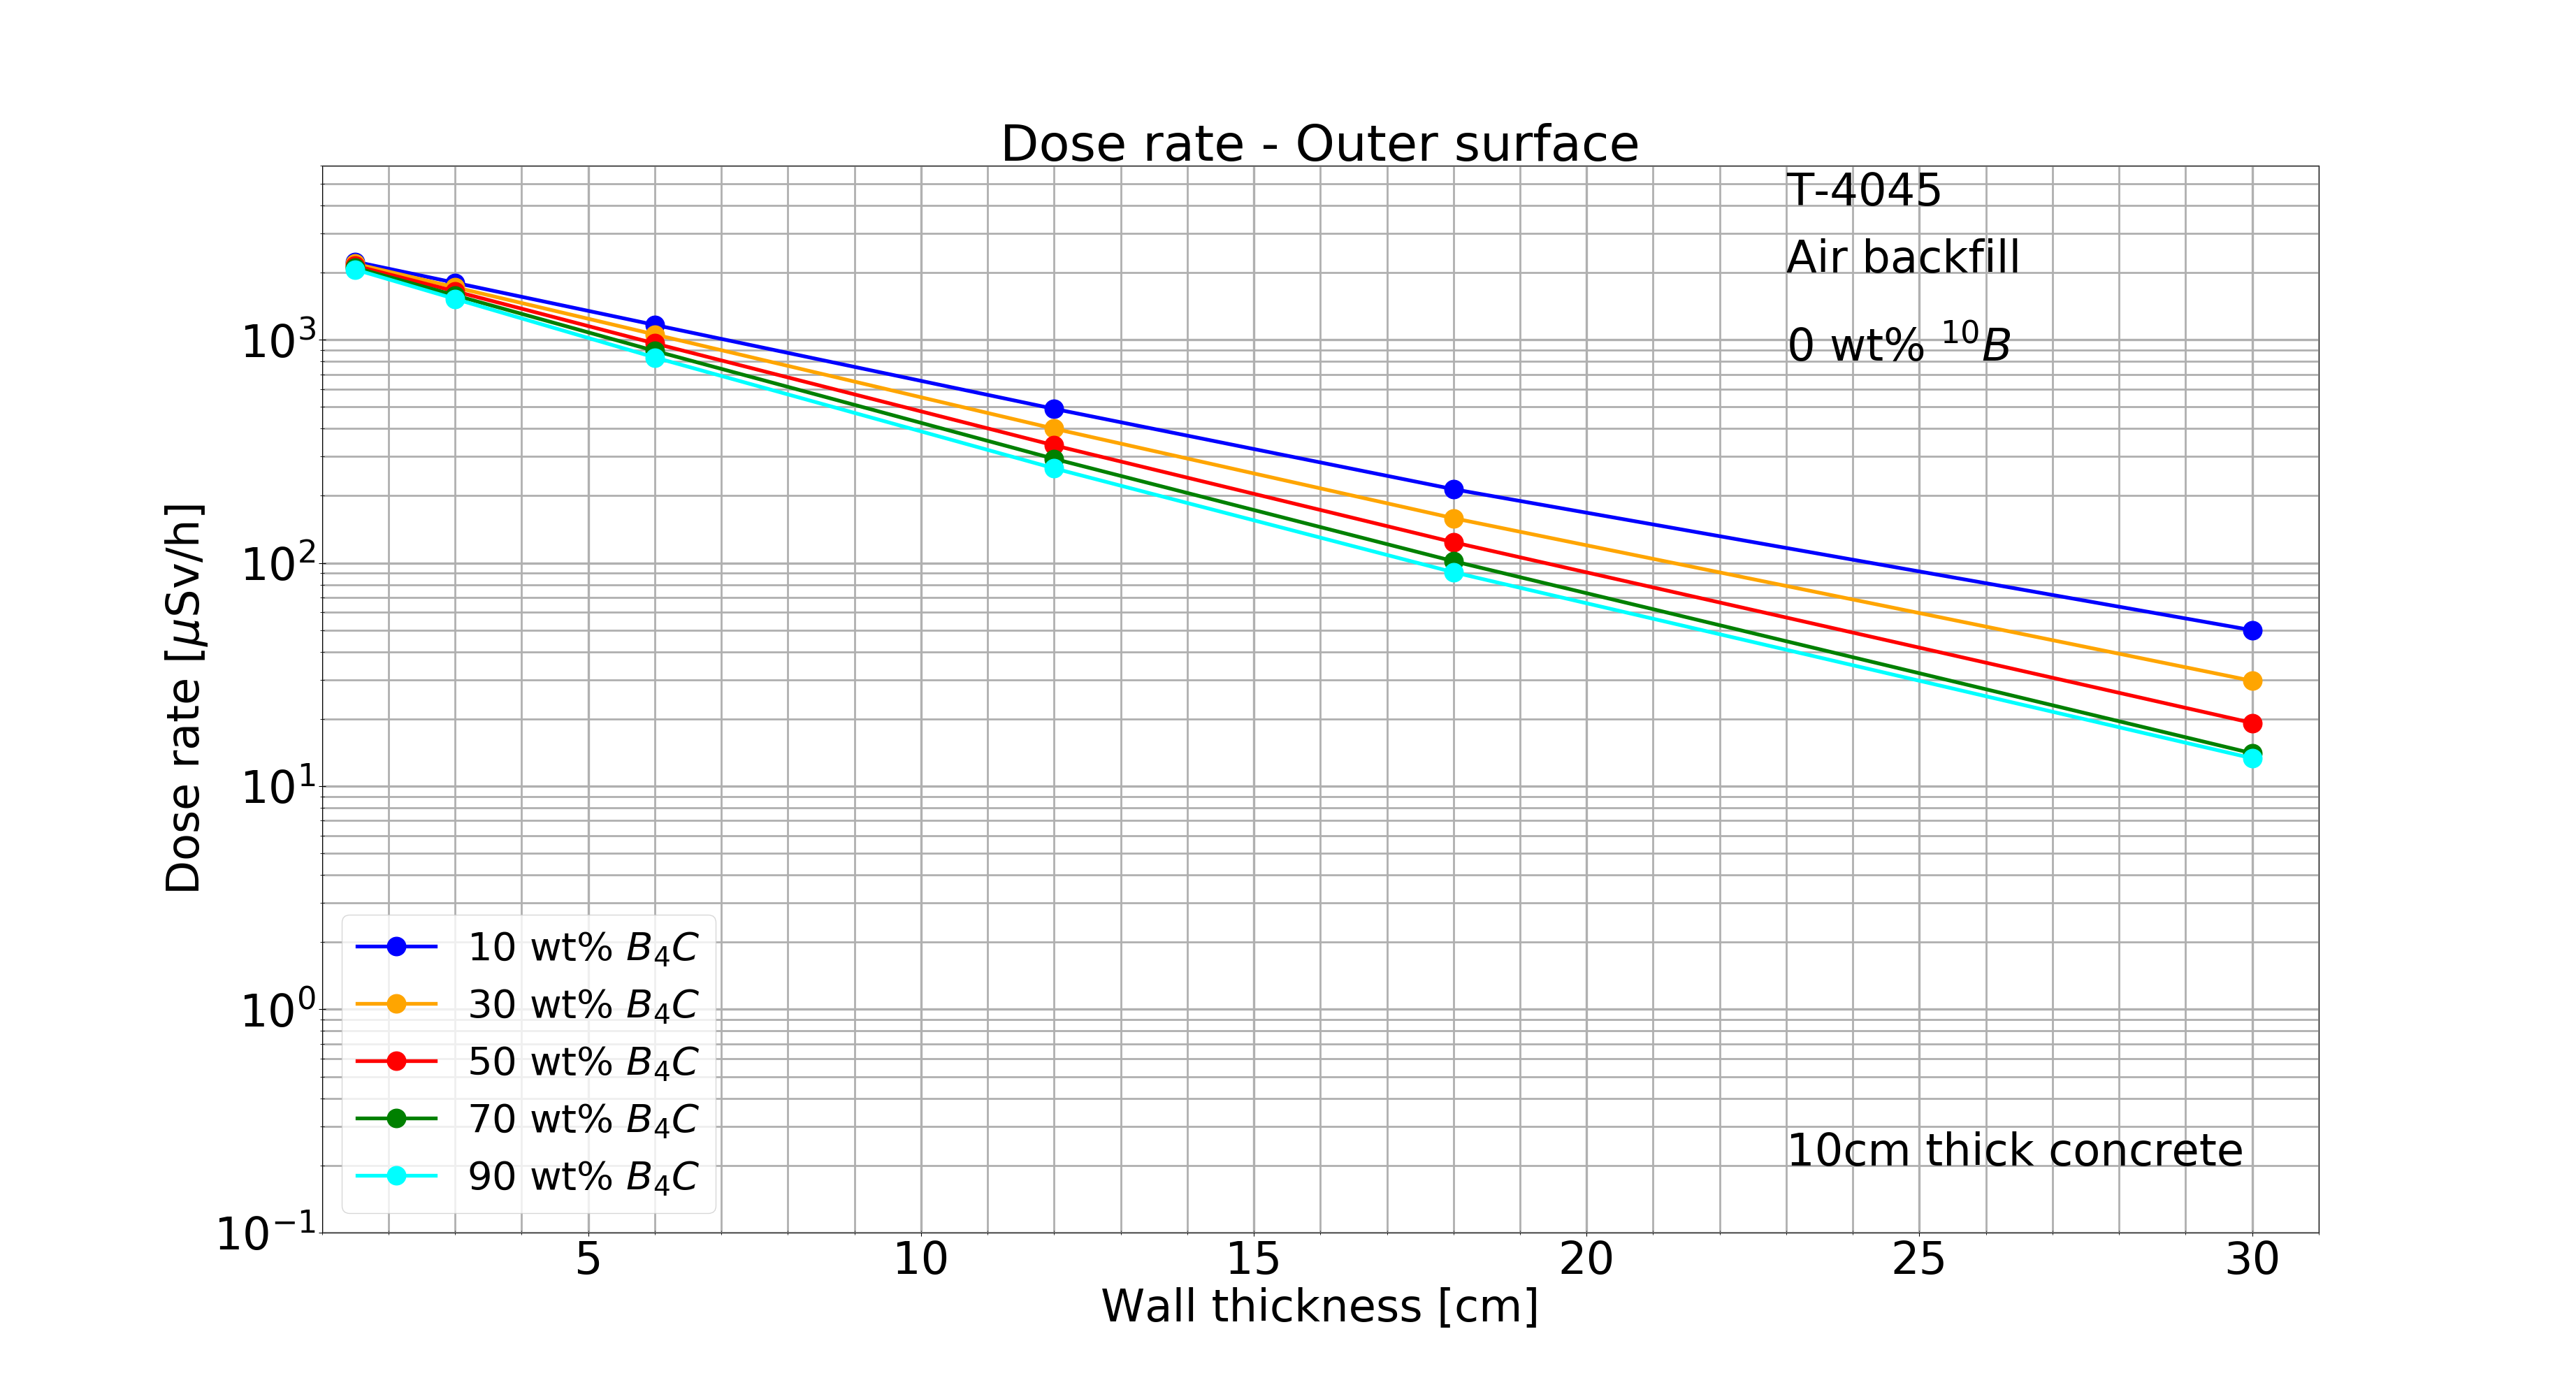 Dose rate - Outer surface
T-4045
Air backfill
0 wt% ¹⁰B
10³
10²
10¹
10⁰
10⁻¹
Dose rate [μSv/h]
10 wt% B₄C
30 wt% B₄C
50 wt% B₄C
70 wt% B₄C
90 wt% B₄C
10cm thick concrete
5 10 15 20 25 30
Wall thickness [cm]